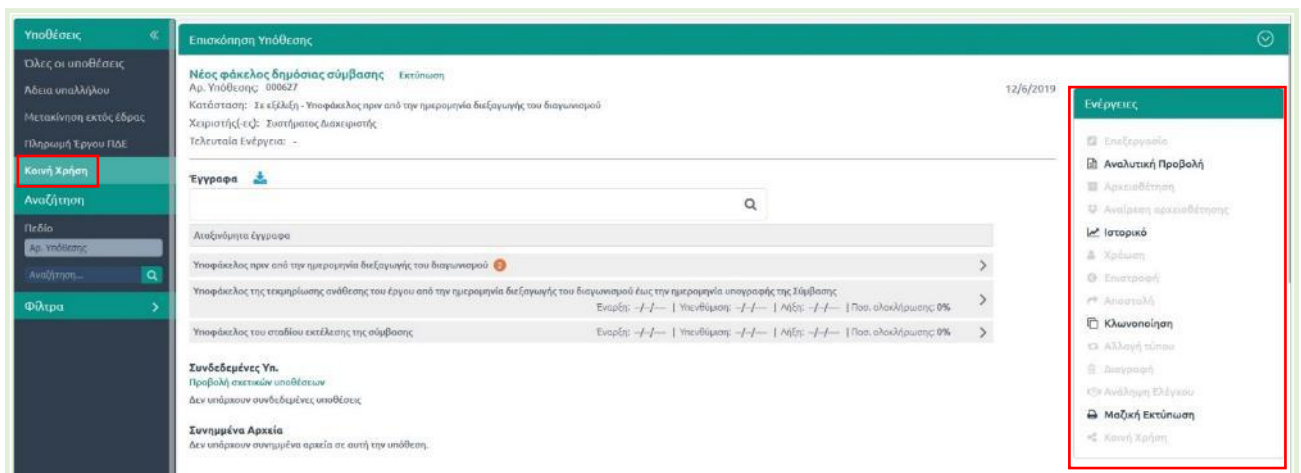 Υποθέσεις
Όλες οι υποθέσεις
Άδεια υπαλλήλου
Μετακίνηση εκτός έδρας
Πληρωμή Έργου ΠΔΕ
Κοινή Χρήση
Αναζήτηση
Πεδίο
Αρ. Υπόθεσης
Αναζήτηση...
Φίλτρα
Επισκόπηση Υπόθεσης
Νέος φάκελος δημόσιας σύμβασης Εκτύπωση
Αρ. Υπόθεσης: 000627
12/6/2019
Κατάσταση: Σε εξέλιξη - Υποφάκελος πριν από την ημερομηνία διεξαγωγής του διαγωνισμού
Χειριστής(-ες): Συστήματος Διαχειριστής
Τελευταία Ενέργεια: -
Έγγραφα
Αταξινόμητα έγγραφα
Υποφάκελος πριν από την ημερομηνία διεξαγωγής του διαγωνισμού
Υποφάκελος της τεκμηρίωσης ανάθεσης του έργου από την ημερομηνία διεξαγωγής του διαγωνισμού έως την ημερομηνία υπογραφής της Σύμβασης
Έναρξη: --/--/---- | Υπενθύμιση: --/--/---- | Λήξη: --/--/---- | Ποσ. ολοκλήρωσης: 0%
Υποφάκελος του σταδίου εκτέλεσης της σύμβασης Έναρξη: --/--/---- | Υπενθύμιση: --/--/---- | Λήξη: --/--/---- | Ποσ. ολοκλήρωσης: 0%
Συνδεδεμένες Υπ.
Προβολή σχετικών υποθέσεων
Δεν υπάρχουν συνδεδεμένες υποθέσεις
Συνημμένα Αρχεία
Δεν υπάρχουν συνημμένα αρχεία σε αυτή την υπόθεση.
Ενέργειες
Επεξεργασία
Αναλυτική Προβολή
Αρχειοθέτηση
Αναίρεση αρχειοθέτησης
Ιστορικό
Χρέωση
Επιστροφή
Αποστολή
Κλωνοποίηση
Αλλαγή τύπου
Διαγραφή
Ανάληψη Ελέγχου
Μαζική Εκτύπωση
Κοινή Χρήση